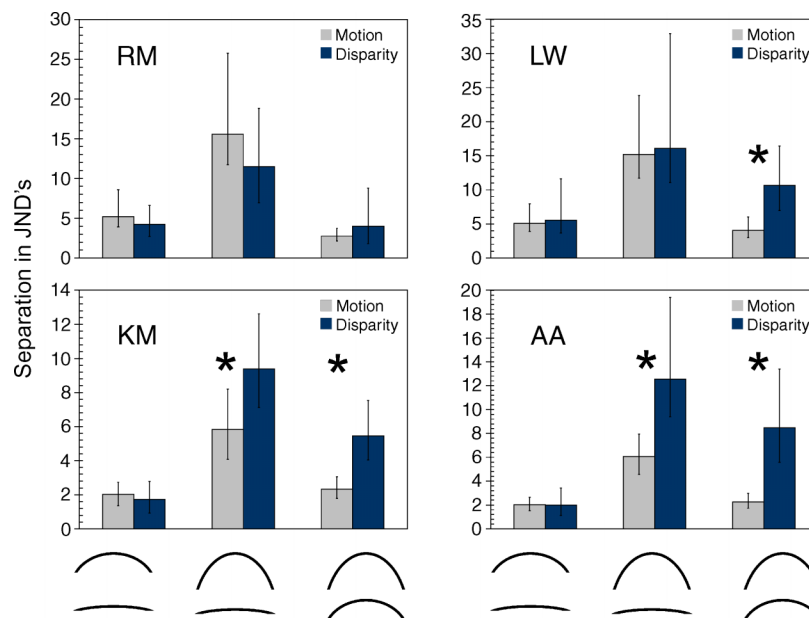 Separation in JND's
RM
Motion
Disparity
30
25
20
15
10
5
0
LW
Motion
Disparity
35
30
25
20
15
10
5
0
*
KM
Motion
Disparity
14
12
10
8
6
4
2
0
* *
AA
Motion
Disparity
20
18
16
14
12
10
8
6
4
2
0
* *